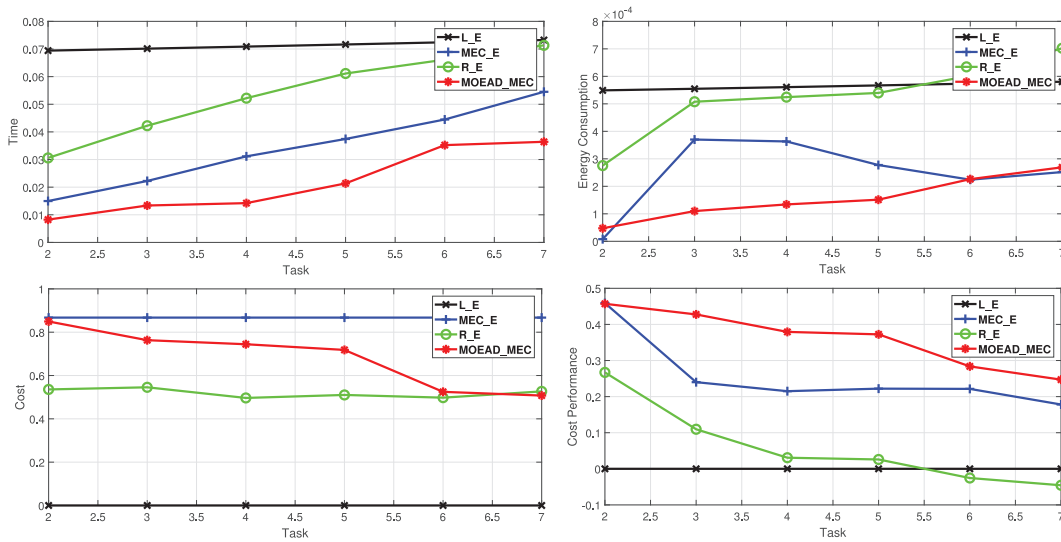 0.08
0.07
0.06
0.05
0.04
0.03
0.02
0.01
0
Time
2 2.5 3 3.5 4 4.5 5 5.5 6 6.5 7
Task
L_E
MEC_E
R_E
MOEAD_MEC
×10⁻⁴
8
7
6
5
4
3
2
1
0
Energy Consumption
2 2.5 3 3.5 4 4.5 5 5.5 6 6.5 7
Task
L_E
MEC_E
R_E
MOEAD_MEC
1
0.8
0.6
0.4
0.2
0
Cost
2 2.5 3 3.5 4 4.5 5 5.5 6 6.5 7
Task
L_E
MEC_E
R_E
MOEAD_MEC
0.5
0.4
0.3
0.2
0.1
0
-0.1
Cost Performance
2 2.5 3 3.5 4 4.5 5 5.5 6 6.5 7
Task
L_E
MEC_E
R_E
MOEAD_MEC